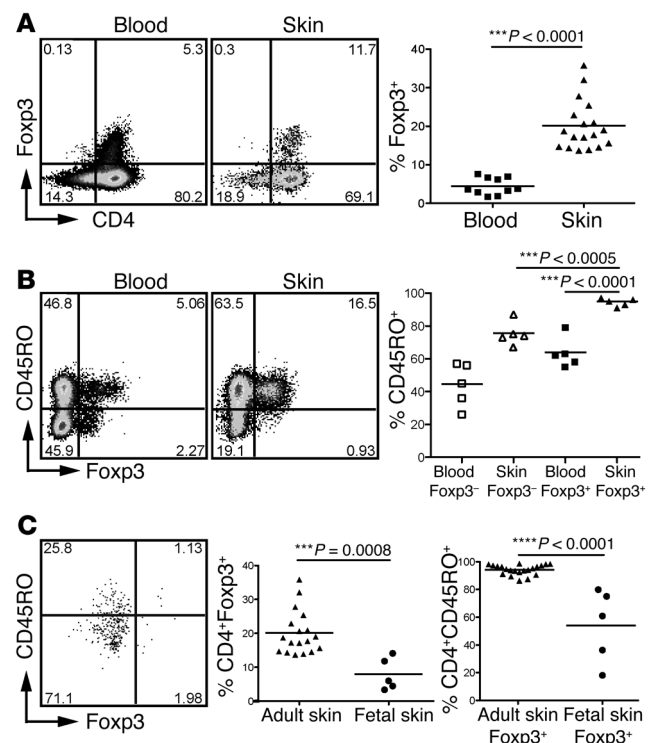 A
Blood
Skin
0.13
5.3
0.3
11.7
Foxp3
14.3
80.2
18.9
69.1
CD4
***P < 0.0001
% Foxp3⁺
40
30
20
10
0
Blood
Skin
B
Blood
Skin
46.8
5.06
63.5
16.5
CD45RO
45.9
2.27
19.1
0.93
Foxp3
***P < 0.0005
***P < 0.0001
% CD45RO⁺
100
80
60
40
20
0
Blood Skin Blood Skin
Foxp3⁻ Foxp3⁻ Foxp3⁺ Foxp3⁺
C
25.8
1.13
CD45RO
71.1
1.98
Foxp3
***P = 0.0008
% CD4⁺Foxp3⁺
40
30
20
10
0
Adult skin Fetal skin
****P < 0.0001
% CD4⁺CD45RO⁺
100
80
60
40
20
0
Adult skin Fetal skin
Foxp3⁺ Foxp3⁺